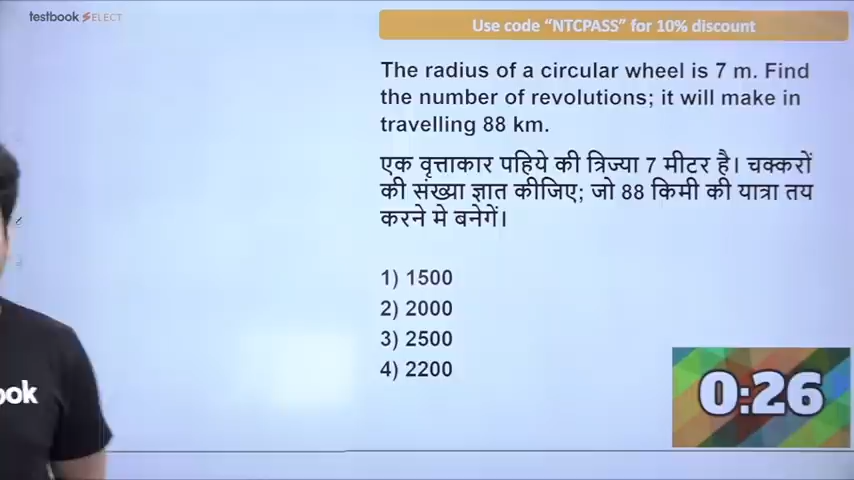 testbook SELECT
Use code “NTCPASS” for 10% discount
The radius of a circular wheel is 7 m. Find
the number of revolutions; it will make in
travelling 88 km.
एक वृत्ताकार पहिये की त्रिज्या 7 मीटर है। चक्करों
की संख्या ज्ञात कीजिए; जो 88 किमी की यात्रा तय
करने मे बनेगें।
1) 1500
2) 2000
3) 2500
4) 2200
0:26
ook